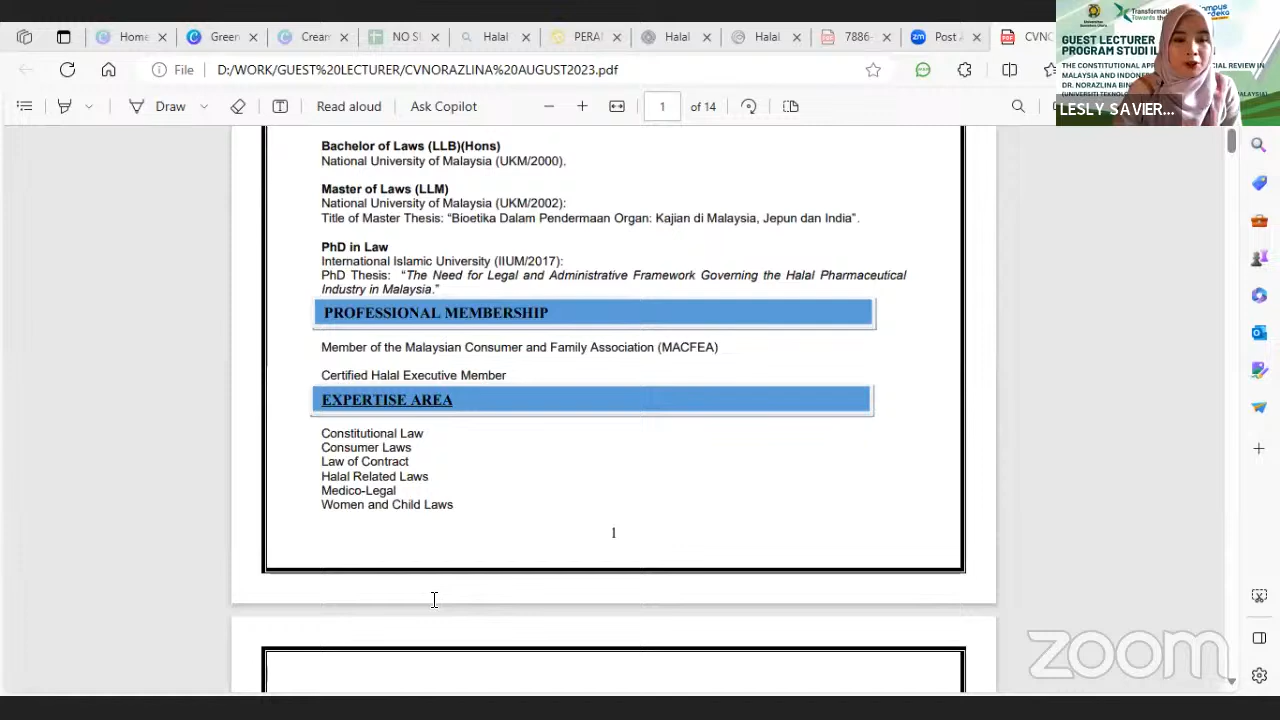 Home
Green
Crean
NO S
Halal
PERA
Halal
Halal
7886-
Post A
CVNO
File
D:/WORK/GUEST%20LECTURER/CVNORAZLINA%20AUGUST2023.pdf
Draw
Read aloud
Ask Copilot
1 of 14
GUEST LECTURER
LESLY SAVIER...
Bachelor of Laws (LLB)(Hons)
National University of Malaysia (UKM/2000).
Master of Laws (LLM)
National University of Malaysia (UKM/2002):
Title of Master Thesis: “Bioetika Dalam Pendermaan Organ: Kajian di Malaysia, Jepun dan India”.
PhD in Law
International Islamic University (IIUM/2017):
PhD Thesis: “The Need for Legal and Administrative Framework Governing the Halal Pharmaceutical
Industry in Malaysia.”
PROFESSIONAL MEMBERSHIP
Member of the Malaysian Consumer and Family Association (MACFEA)
Certified Halal Executive Member
EXPERTISE AREA
Constitutional Law
Consumer Laws
Law of Contract
Halal Related Laws
Medico-Legal
Women and Child Laws
1
zoom